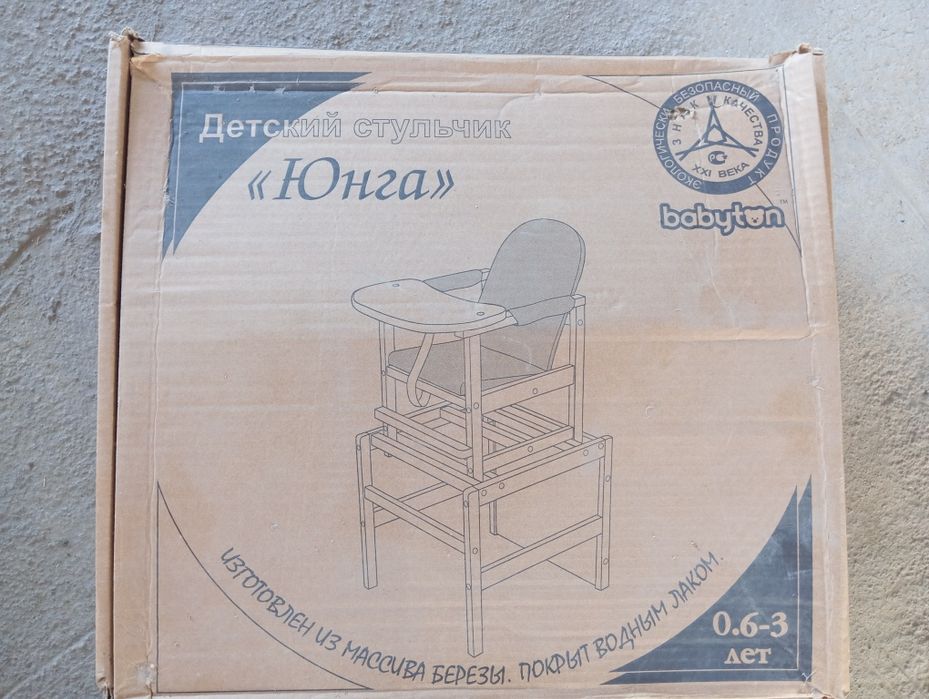 Детский стульчик
«Юнга»
ЭКОЛОГИЧЕСКИ БЕЗОПАСНЫЙ ПРОДУКТ
ЗНАК КАЧЕСТВА
XXI ВЕКА
babyton™
ИЗГОТОВЛЕН ИЗ МАССИВА БЕРЕЗЫ. ПОКРЫТ ВОДНЫМ ЛАКОМ.
0.6-3
лет